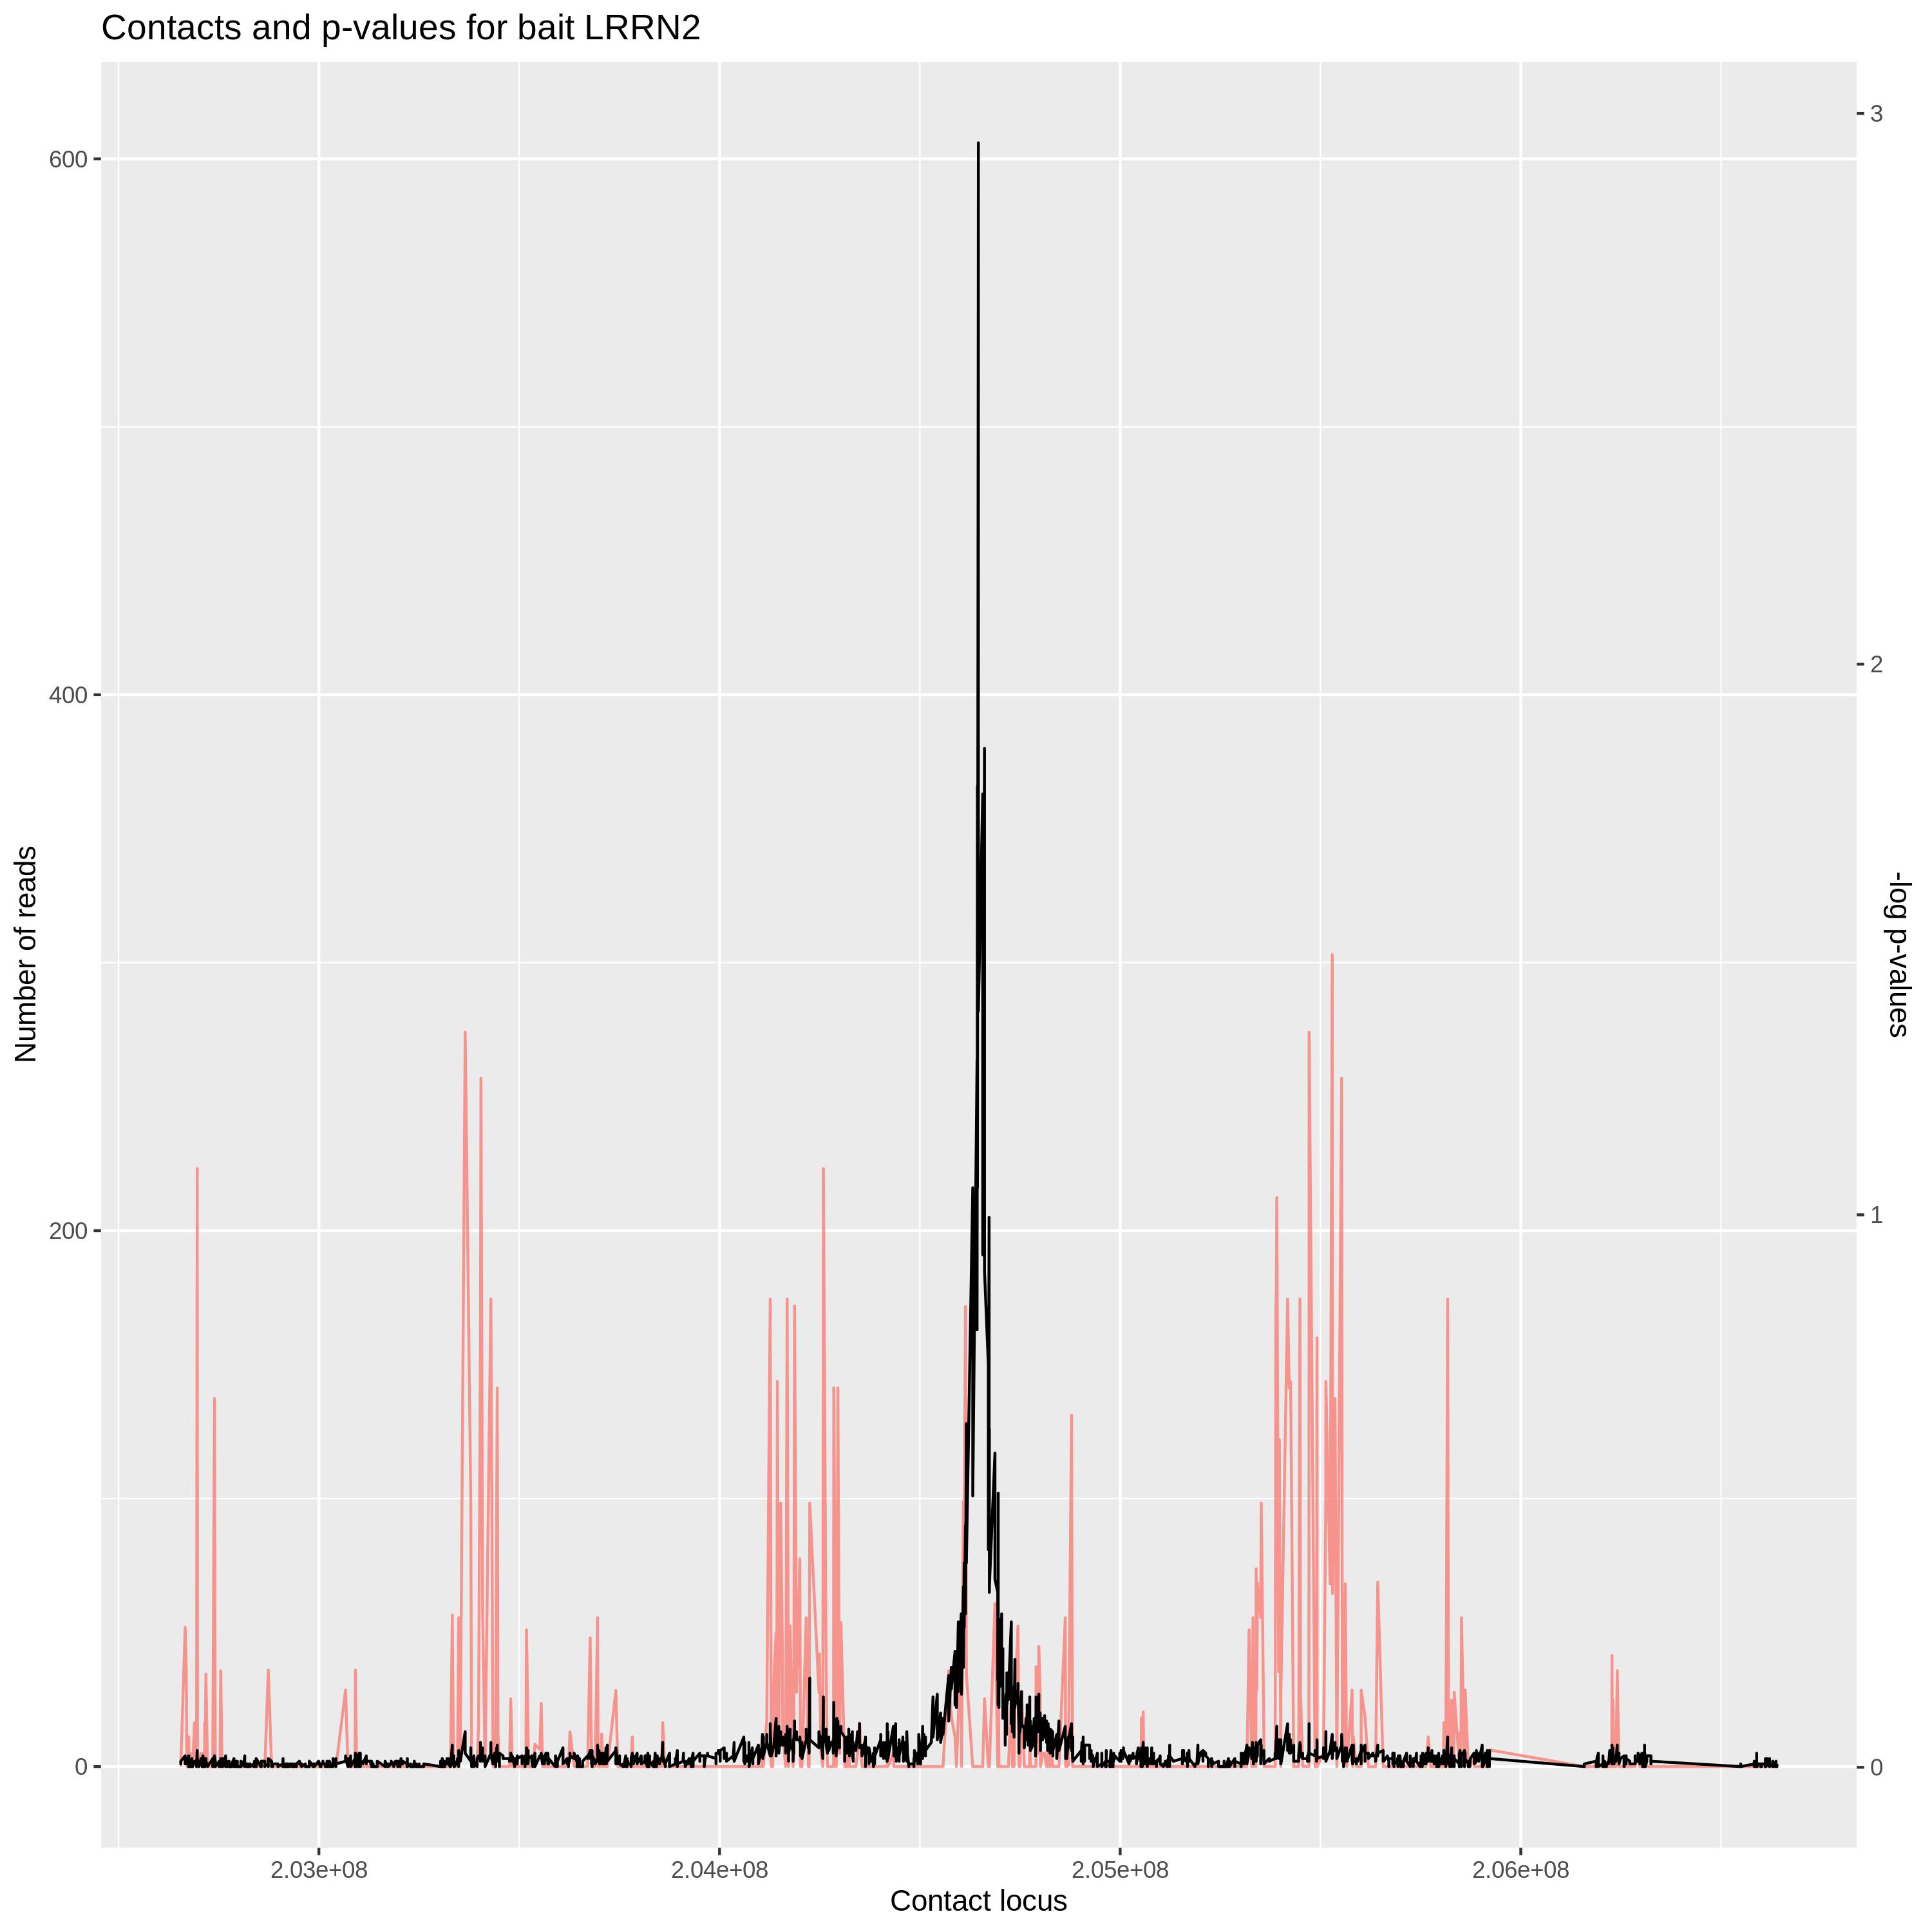 Contacts and p-values for bait LRRN2
600
400
200
0
Number of reads
3
2
1
0
-log p-values
2.03e+08
2.04e+08
2.05e+08
2.06e+08
Contact locus